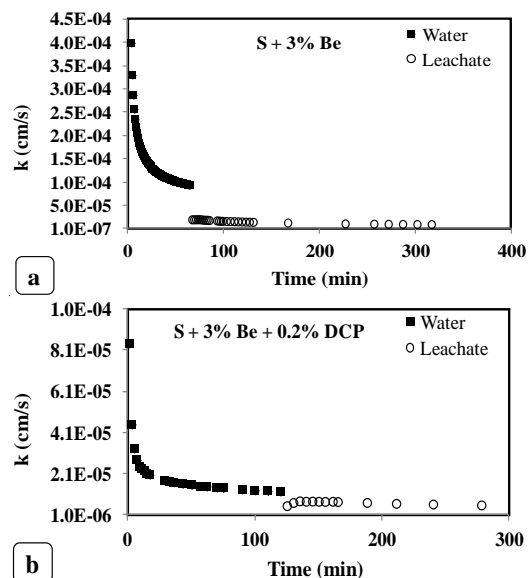 S + 3% Be
Water
Leachate
k (cm/s)
4.5E-04
4.0E-04
3.5E-04
3.0E-04
2.5E-04
2.0E-04
1.5E-04
1.0E-04
5.0E-05
1.0E-07
0
100
200
300
400
Time (min)
a
S + 3% Be + 0.2% DCP
Water
Leachate
k (cm/s)
1.0E-04
8.1E-05
6.1E-05
4.1E-05
2.1E-05
1.0E-06
0
100
200
300
Time (min)
b